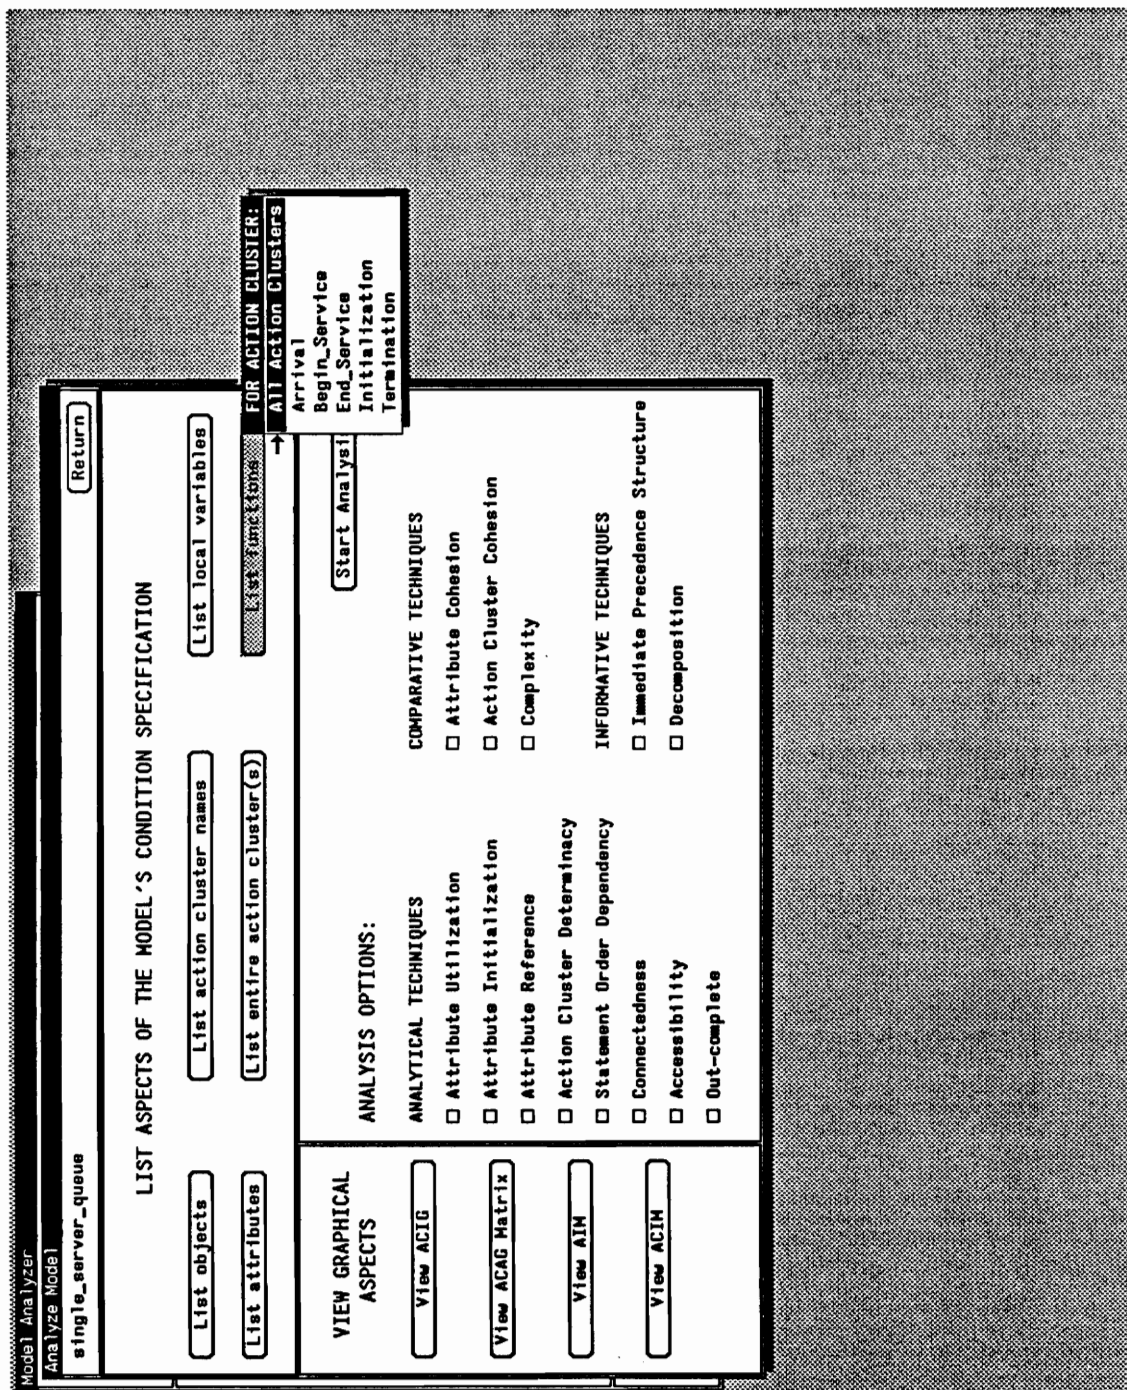 Model Analyzer
Analyze Model
single_server_queue
Return
LIST ASPECTS OF THE MODEL'S CONDITION SPECIFICATION
List objects
List action cluster names
List local variables
List attributes
List entire action cluster(s)
List functions
FOR ACTION CLUSTER:
All Action Clusters
Arrival
Begin_Service
End_Service
Initialization
Termination
VIEW GRAPHICAL
ASPECTS
View ACIG
View ACAG Matrix
View AIM
View ACIM
ANALYSIS OPTIONS:
Start Analysi
ANALYTICAL TECHNIQUES
Attribute Utilization
Attribute Initialization
Attribute Reference
Action Cluster Determinacy
Statement Order Dependency
Connectedness
Accessibility
Out-complete
COMPARATIVE TECHNIQUES
Attribute Cohesion
Action Cluster Cohesion
Complexity
INFORMATIVE TECHNIQUES
Immediate Precedence Structure
Decomposition